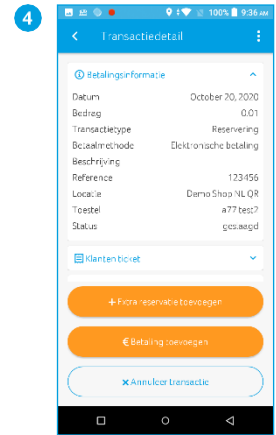 4
100% 9:36 AM
Transactiedetail
Betalingsinformatie
Datum October 20, 2020
Bedrag 0.01
Transactietype Reservering
Betaalmethode Elektronische betaling
Beschrijving
Reference 123456
Locatie Demo Shop NL QR
Toestel a77 test2
Status geslaagd
Klanten ticket
+ Extra reservatie toevoegen
€ Betaling toevoegen
× Annuleer transactie